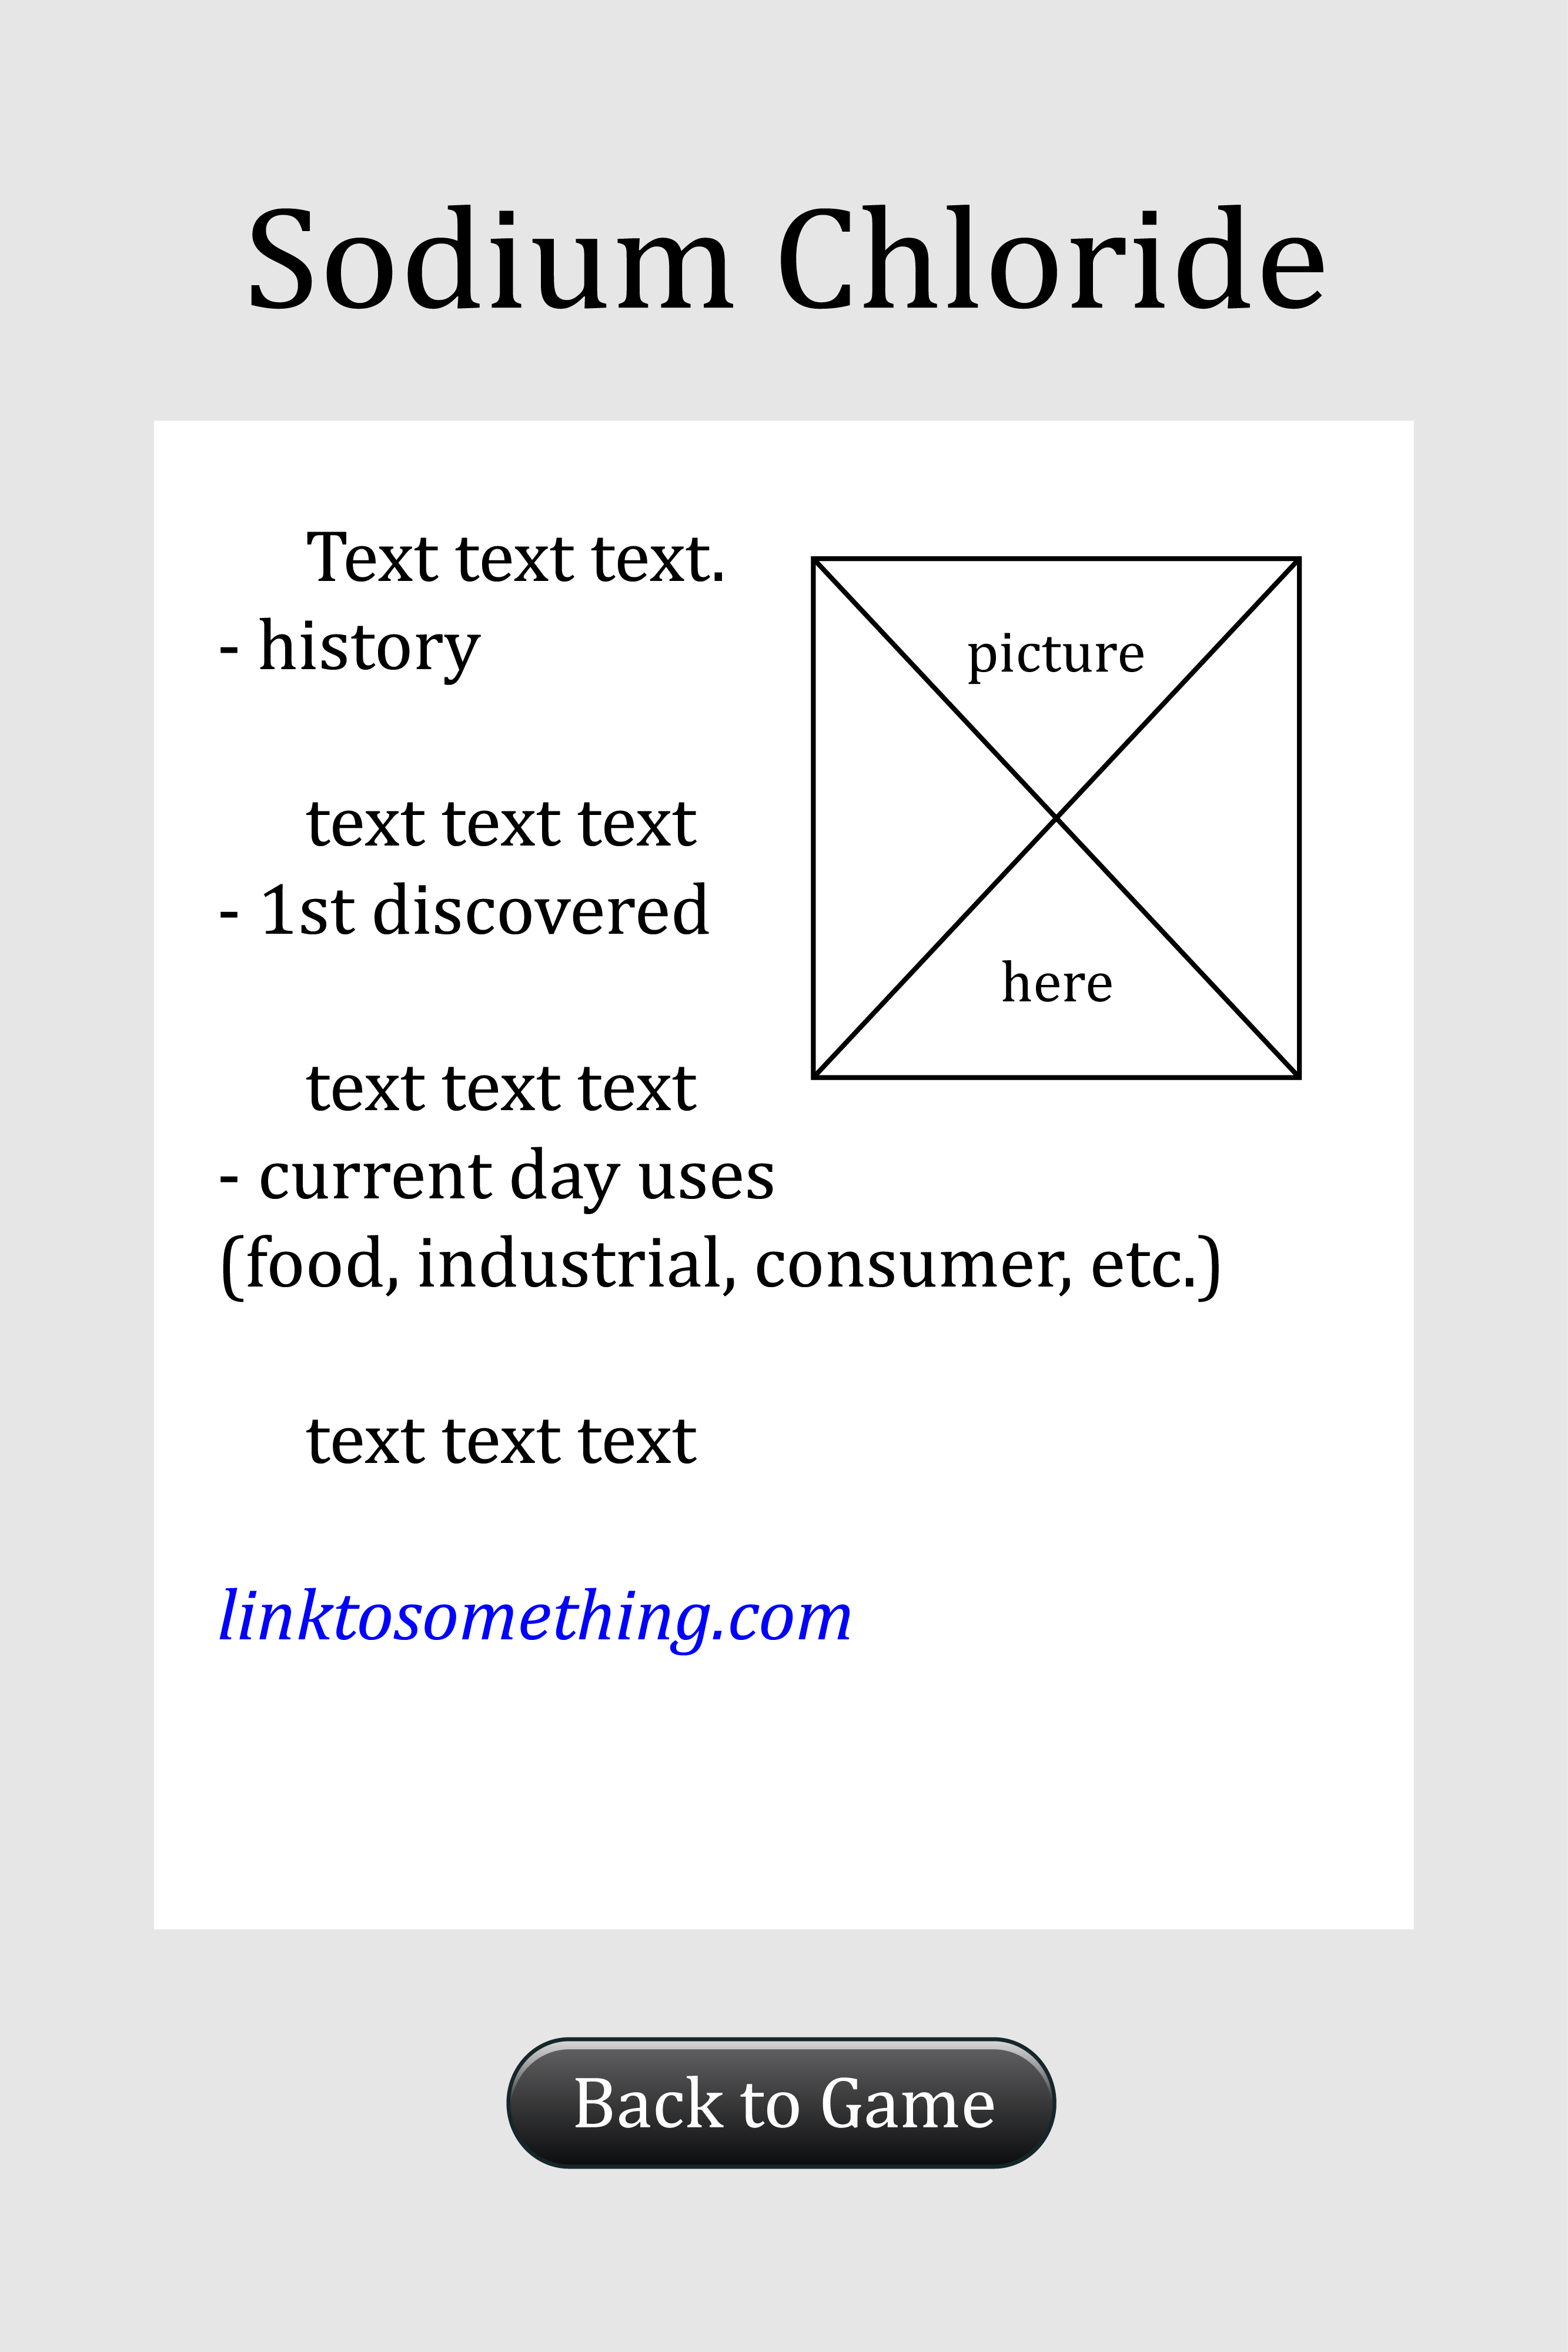 Sodium Chloride
Text text text.
- history
text text text
- 1st discovered
text text text
- current day uses
(food, industrial, consumer, etc.)
text text text
linktosomething.com
picture
here
Back to Game